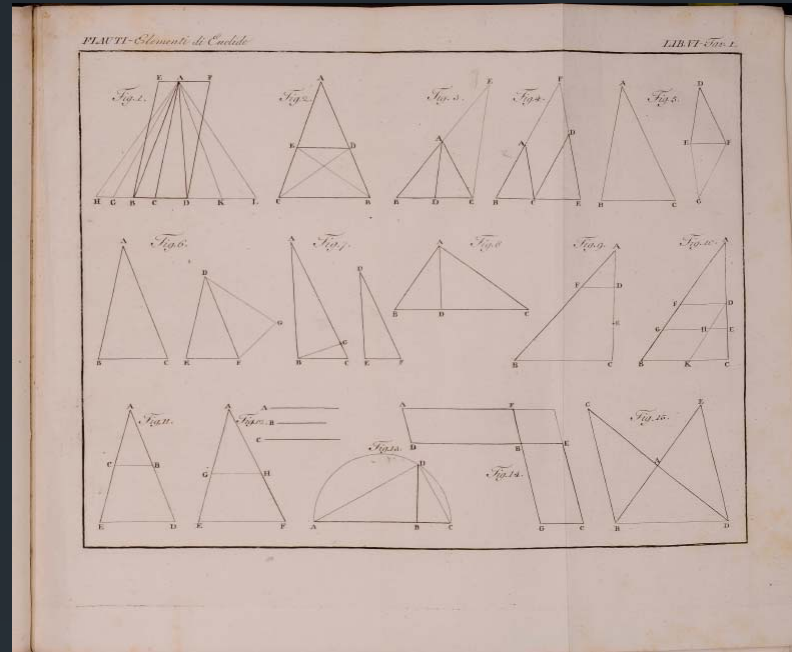 FLAUTI-Elementi di Euclide
LIB.VI-Tav. I.
Fig.1.
E A F
H G B C D K L
Fig.2.
A
E D
C B
Fig.3.
E
A
B D C
Fig.4.
F
A D
B C E
Fig.5.
A
B C
D
E F
G
Fig.6.
A
B C
D
G
E F
Fig.7.
A
G
B C
D
E F
Fig.8
A
B D C
Fig.9.
A
F D
E
B C
Fig.10.
A
F D
G H E
B K C
Fig.11.
A
C B
E D
Fig.12.
A
G H
E F
A
B
C
Fig.13.
D
A B C
Fig.14.
A F
D B E
G C
Fig.15.
C E
A
B D